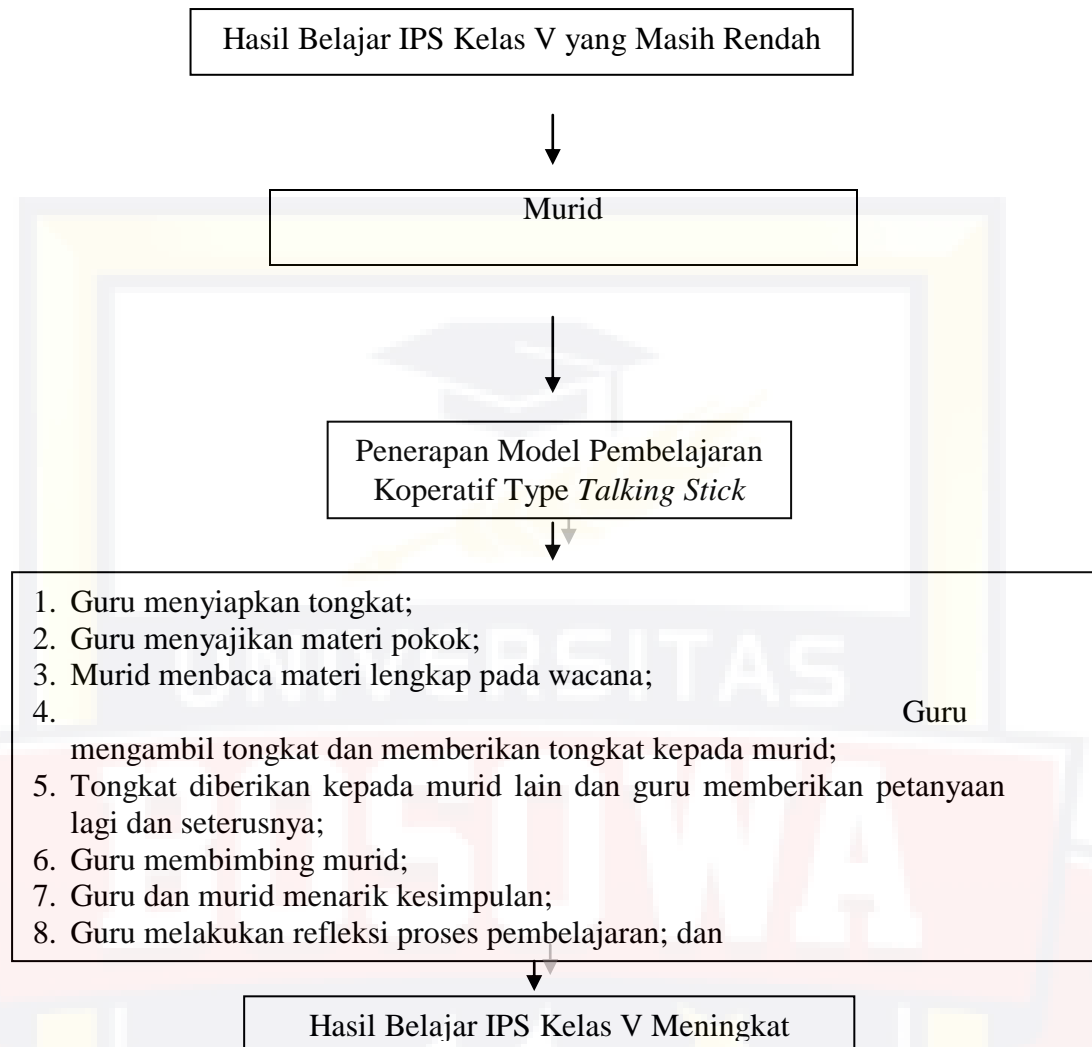 Hasil Belajar IPS Kelas V yang Masih Rendah
Murid
Penerapan Model Pembelajaran
Koperatif Type Talking Stick
1. Guru menyiapkan tongkat;
2. Guru menyajikan materi pokok;
3. Murid menbaca materi lengkap pada wacana;
4. Guru
mengambil tongkat dan memberikan tongkat kepada murid;
5. Tongkat diberikan kepada murid lain dan guru memberikan petanyaan
lagi dan seterusnya;
6. Guru membimbing murid;
7. Guru dan murid menarik kesimpulan;
8. Guru melakukan refleksi proses pembelajaran; dan
Hasil Belajar IPS Kelas V Meningkat
UNIVERSITAS
BOSOWA